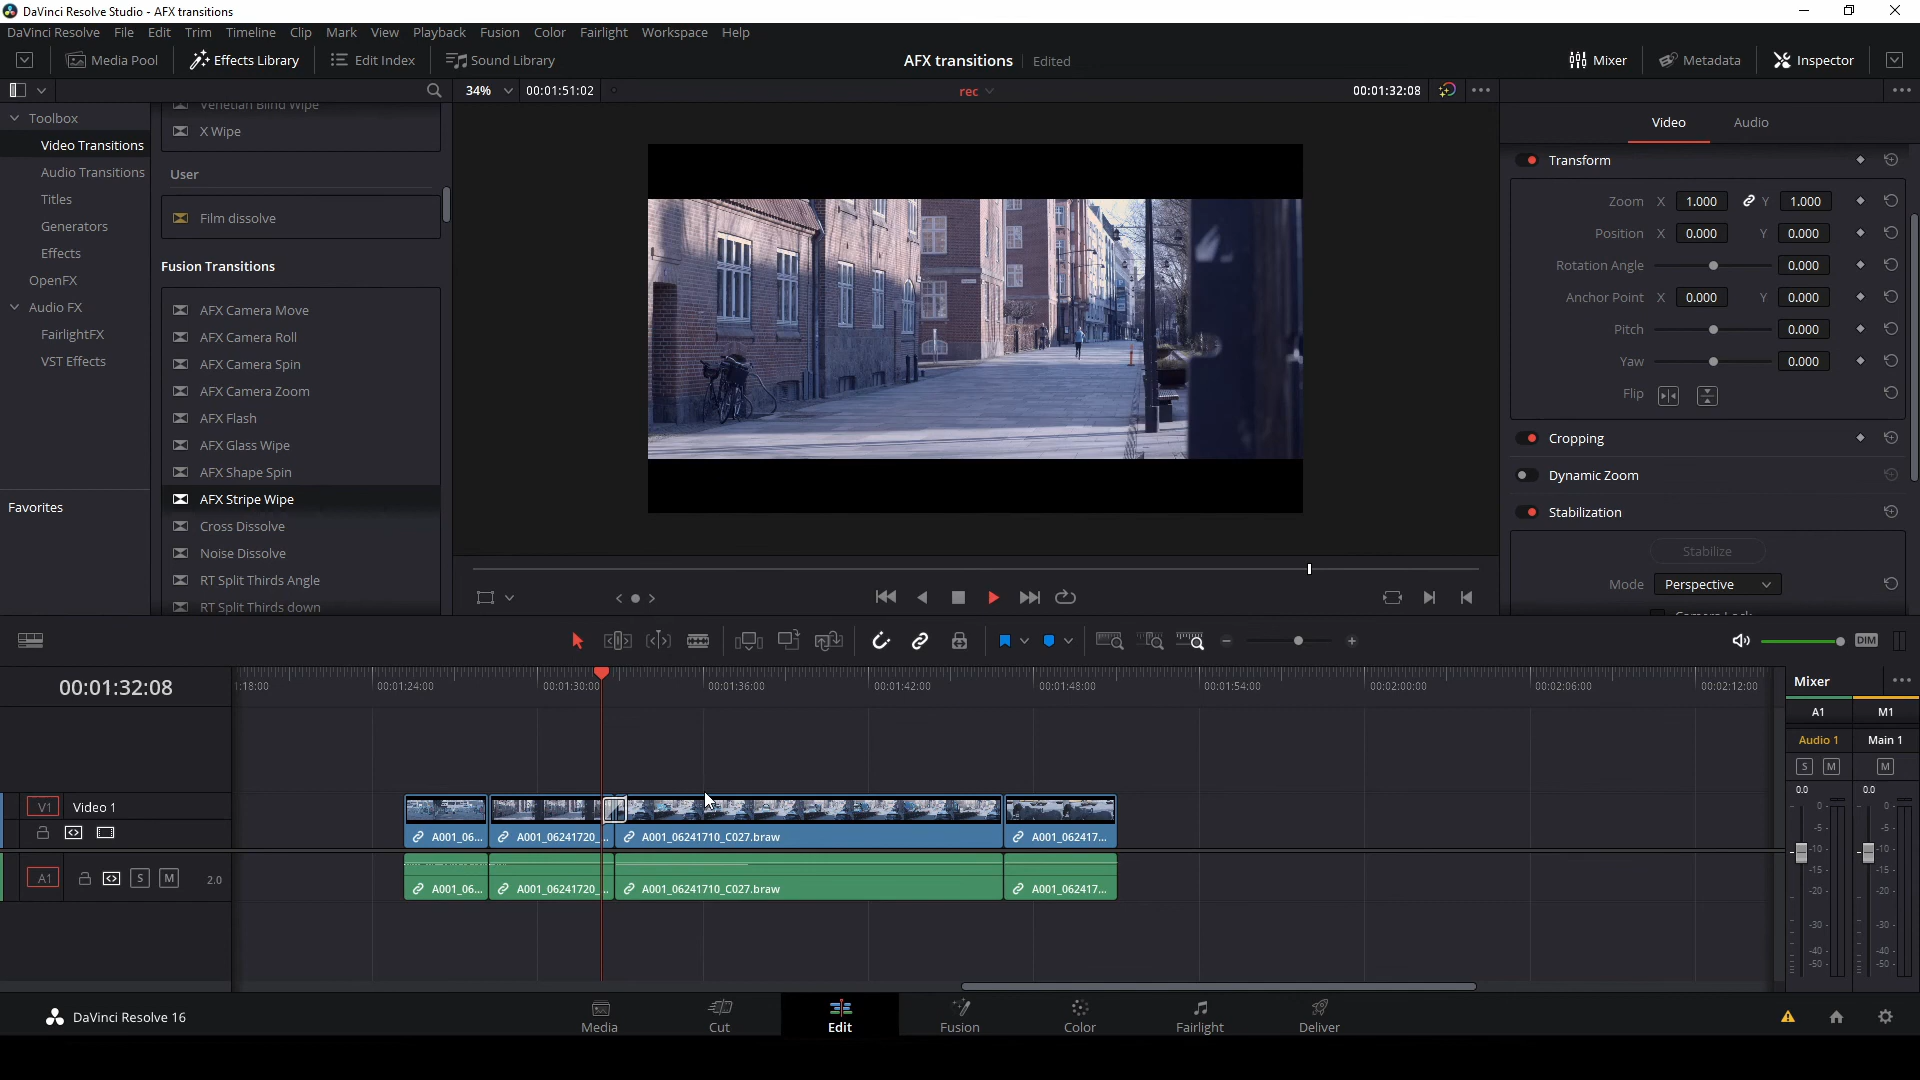 DaVinci Resolve Studio - AFX transitions
DaVinci Resolve File Edit Trim Timeline Clip Mark View Playback Fusion Color Fairlight Workspace Help
Media Pool Effects Library Edit Index Sound Library AFX transitions Edited Mixer Metadata Inspector
34% 00:01:51:02 rec 00:01:32:08
Toolbox
Video Transitions
Audio Transitions
Titles
Generators
Effects
OpenFX
Audio FX
FairlightFX
VST Effects
Favorites
Venetian Blind Wipe
X Wipe
User
Film dissolve
Fusion Transitions
AFX Camera Move
AFX Camera Roll
AFX Camera Spin
AFX Camera Zoom
AFX Flash
AFX Glass Wipe
AFX Shape Spin
AFX Stripe Wipe
Cross Dissolve
Noise Dissolve
RT Split Thirds Angle
RT Split Thirds down
Video Audio
Transform
Zoom X 1.000 Y 1.000
Position X 0.000 Y 0.000
Rotation Angle 0.000
Anchor Point X 0.000 Y 0.000
Pitch 0.000
Yaw 0.000
Flip
Cropping
Dynamic Zoom
Stabilization
Stabilize
Mode Perspective
Camera Lock
DIM
00:01:32:08
1:18:00 00:01:24:00 00:01:30:00 00:01:36:00 00:01:42:00 00:01:48:00 00:01:54:00 00:02:00:00 00:02:06:00 00:02:12:00
V1 Video 1
A001_06... A001_06241720_... A001_06241710_C027.braw A001_062417...
A1 S M 2.0
A001_06... A001_06241720_... A001_06241710_C027.braw A001_062417...
Mixer
A1 M1
Audio 1 Main 1
S M M
0.0 0.0
0 0
-5 -5
-10 -10
-15 -15
-20 -20
-30 -30
-40 -40
-50 -50
DaVinci Resolve 16
Media Cut Edit Fusion Color Fairlight Deliver